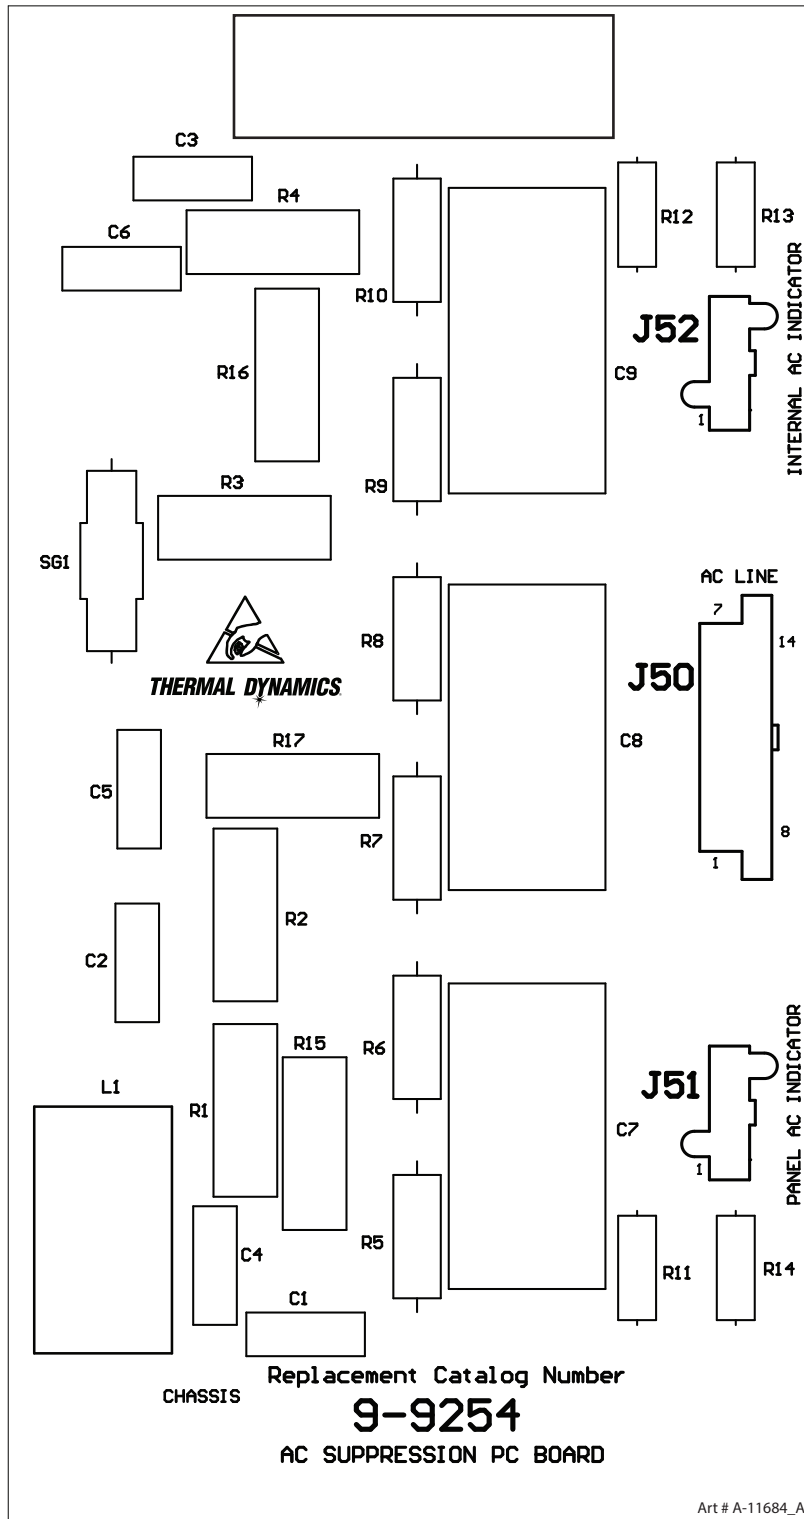 C3
R4
R12
R13
C6
INTERNAL AC INDICATOR
R10
J52
R16
C9
1
R3
R9
SG1
AC LINE
7
R8
14
J50
THERMAL DYNAMICS
R17
C8
C5
8
R7
1
R2
C2
PANEL AC INDICATOR
R6
R15
J51
L1
R1
C7
1
R5
C4
R11
R14
C1
Replacement Catalog Number
CHASSIS
9-9254
AC SUPPRESSION PC BOARD
Art # A-11684_A